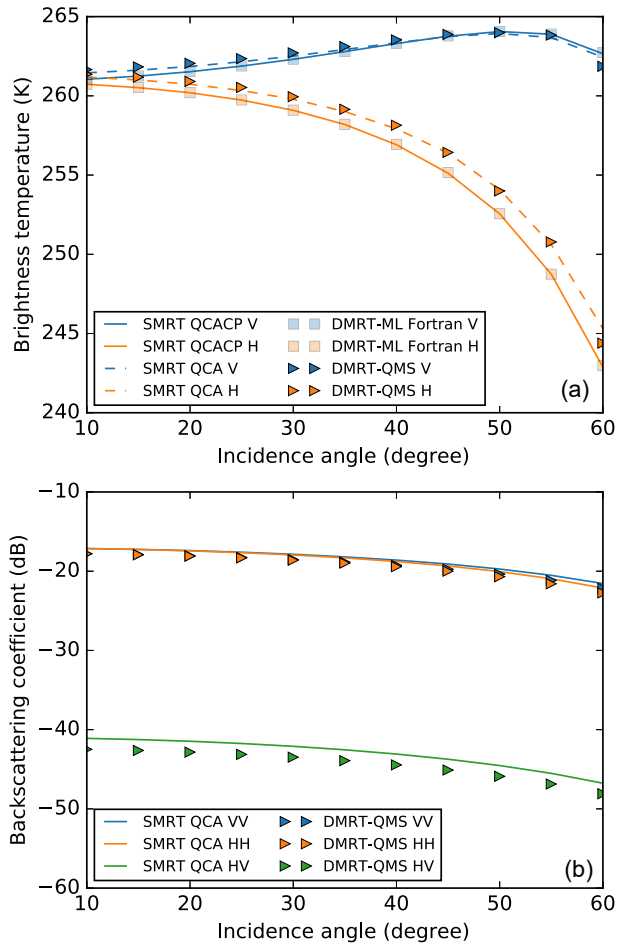 265
260
255
250
245
240
Brightness temperature (K)
SMRT QCACP V
SMRT QCACP H
SMRT QCA V
SMRT QCA H
DMRT-ML Fortran V
DMRT-ML Fortran H
DMRT-QMS V
DMRT-QMS H
(a)
10 20 30 40 50 60
Incidence angle (degree)
−10
−20
−30
−40
−50
−60
Backscattering coefficient (dB)
SMRT QCA VV
SMRT QCA HH
SMRT QCA HV
DMRT-QMS VV
DMRT-QMS HH
DMRT-QMS HV
(b)
10 20 30 40 50 60
Incidence angle (degree)